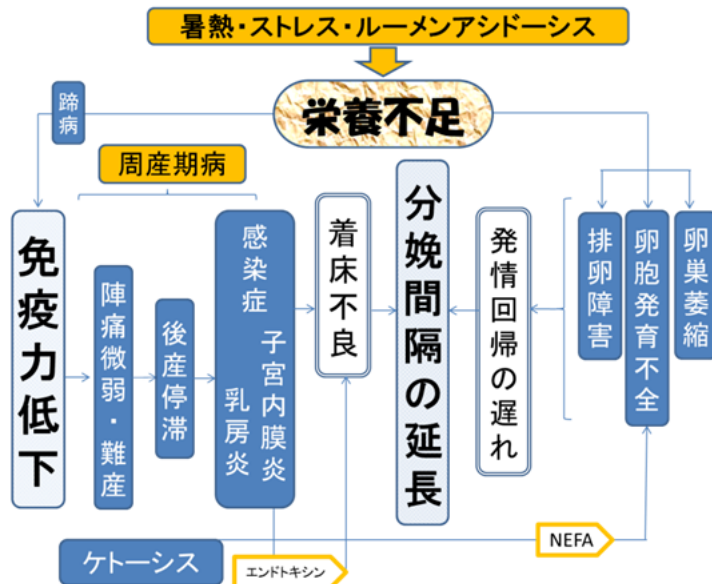 暑熱・ストレス・ルーメンアシドーシス
栄養不足
蹄病
周産期病
免疫力低下
陣痛微弱・難産
後産停滞
感染症
子宮内膜炎
乳房炎
着床不良
分娩間隔の延長
発情回帰の遅れ
排卵障害
卵胞発育不全
卵巣萎縮
ケトーシス
エンドトキシン
NEFA